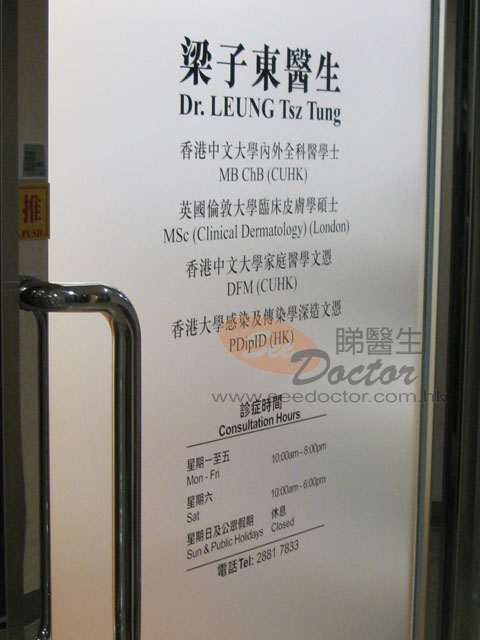 梁子東醫生
Dr. LEUNG Tsz Tung
香港中文大學內外全科醫學士
MB ChB (CUHK)
英國倫敦大學臨床皮膚學碩士
MSc (Clinical Dermatology) (London)
香港中文大學家庭醫學文憑
DFM (CUHK)
香港大學感染及傳染學深造文憑
PDipID (HK)
推
PUSH
See 睇醫生
Doctor
www.seedoctor.com.hk
診症時間
Consultation Hours
星期一至五
Mon - Fri 10:00am - 8:00pm
星期六
Sat 10:00am - 6:00pm
星期日及公眾假期 休息
Sun & Public Holidays Closed
電話Tel: 2881 7833